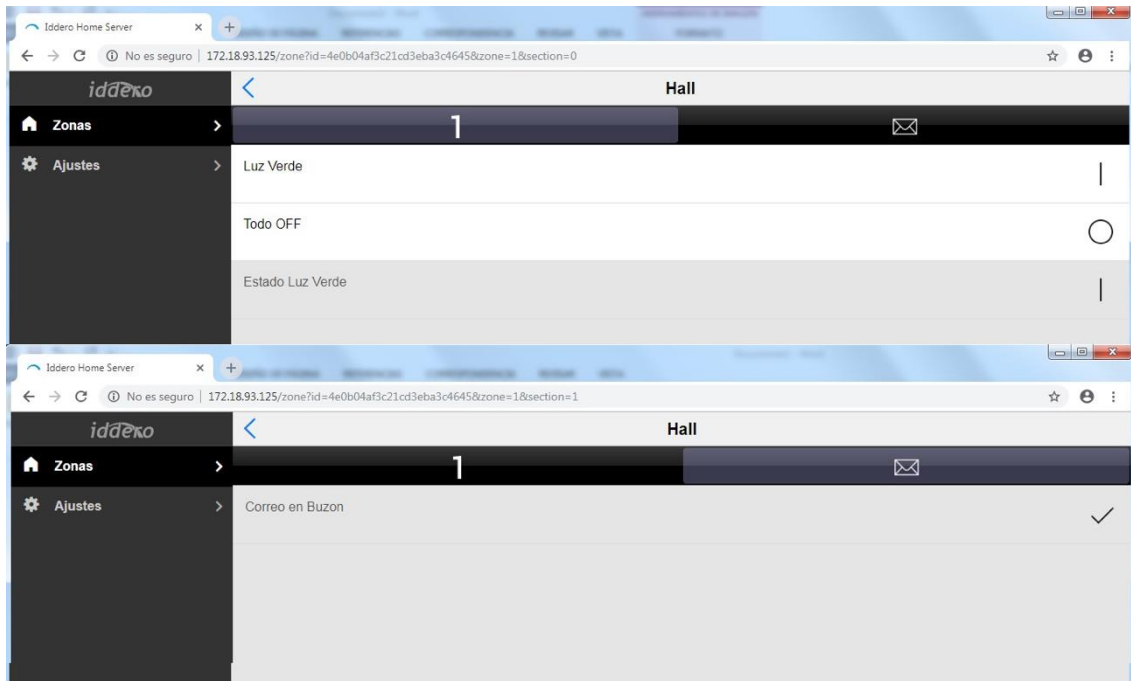 Iddero Home Server
No es seguro | 172.18.93.125/zone?id=4e0b04af3c21cd3eba3c4645&zone=1&section=0
iddero
Hall
Zonas
1
Ajustes
Luz Verde
Todo OFF
Estado Luz Verde
Iddero Home Server
No es seguro | 172.18.93.125/zone?id=4e0b04af3c21cd3eba3c4645&zone=1&section=1
iddero
Hall
Zonas
1
Ajustes
Correo en Buzon